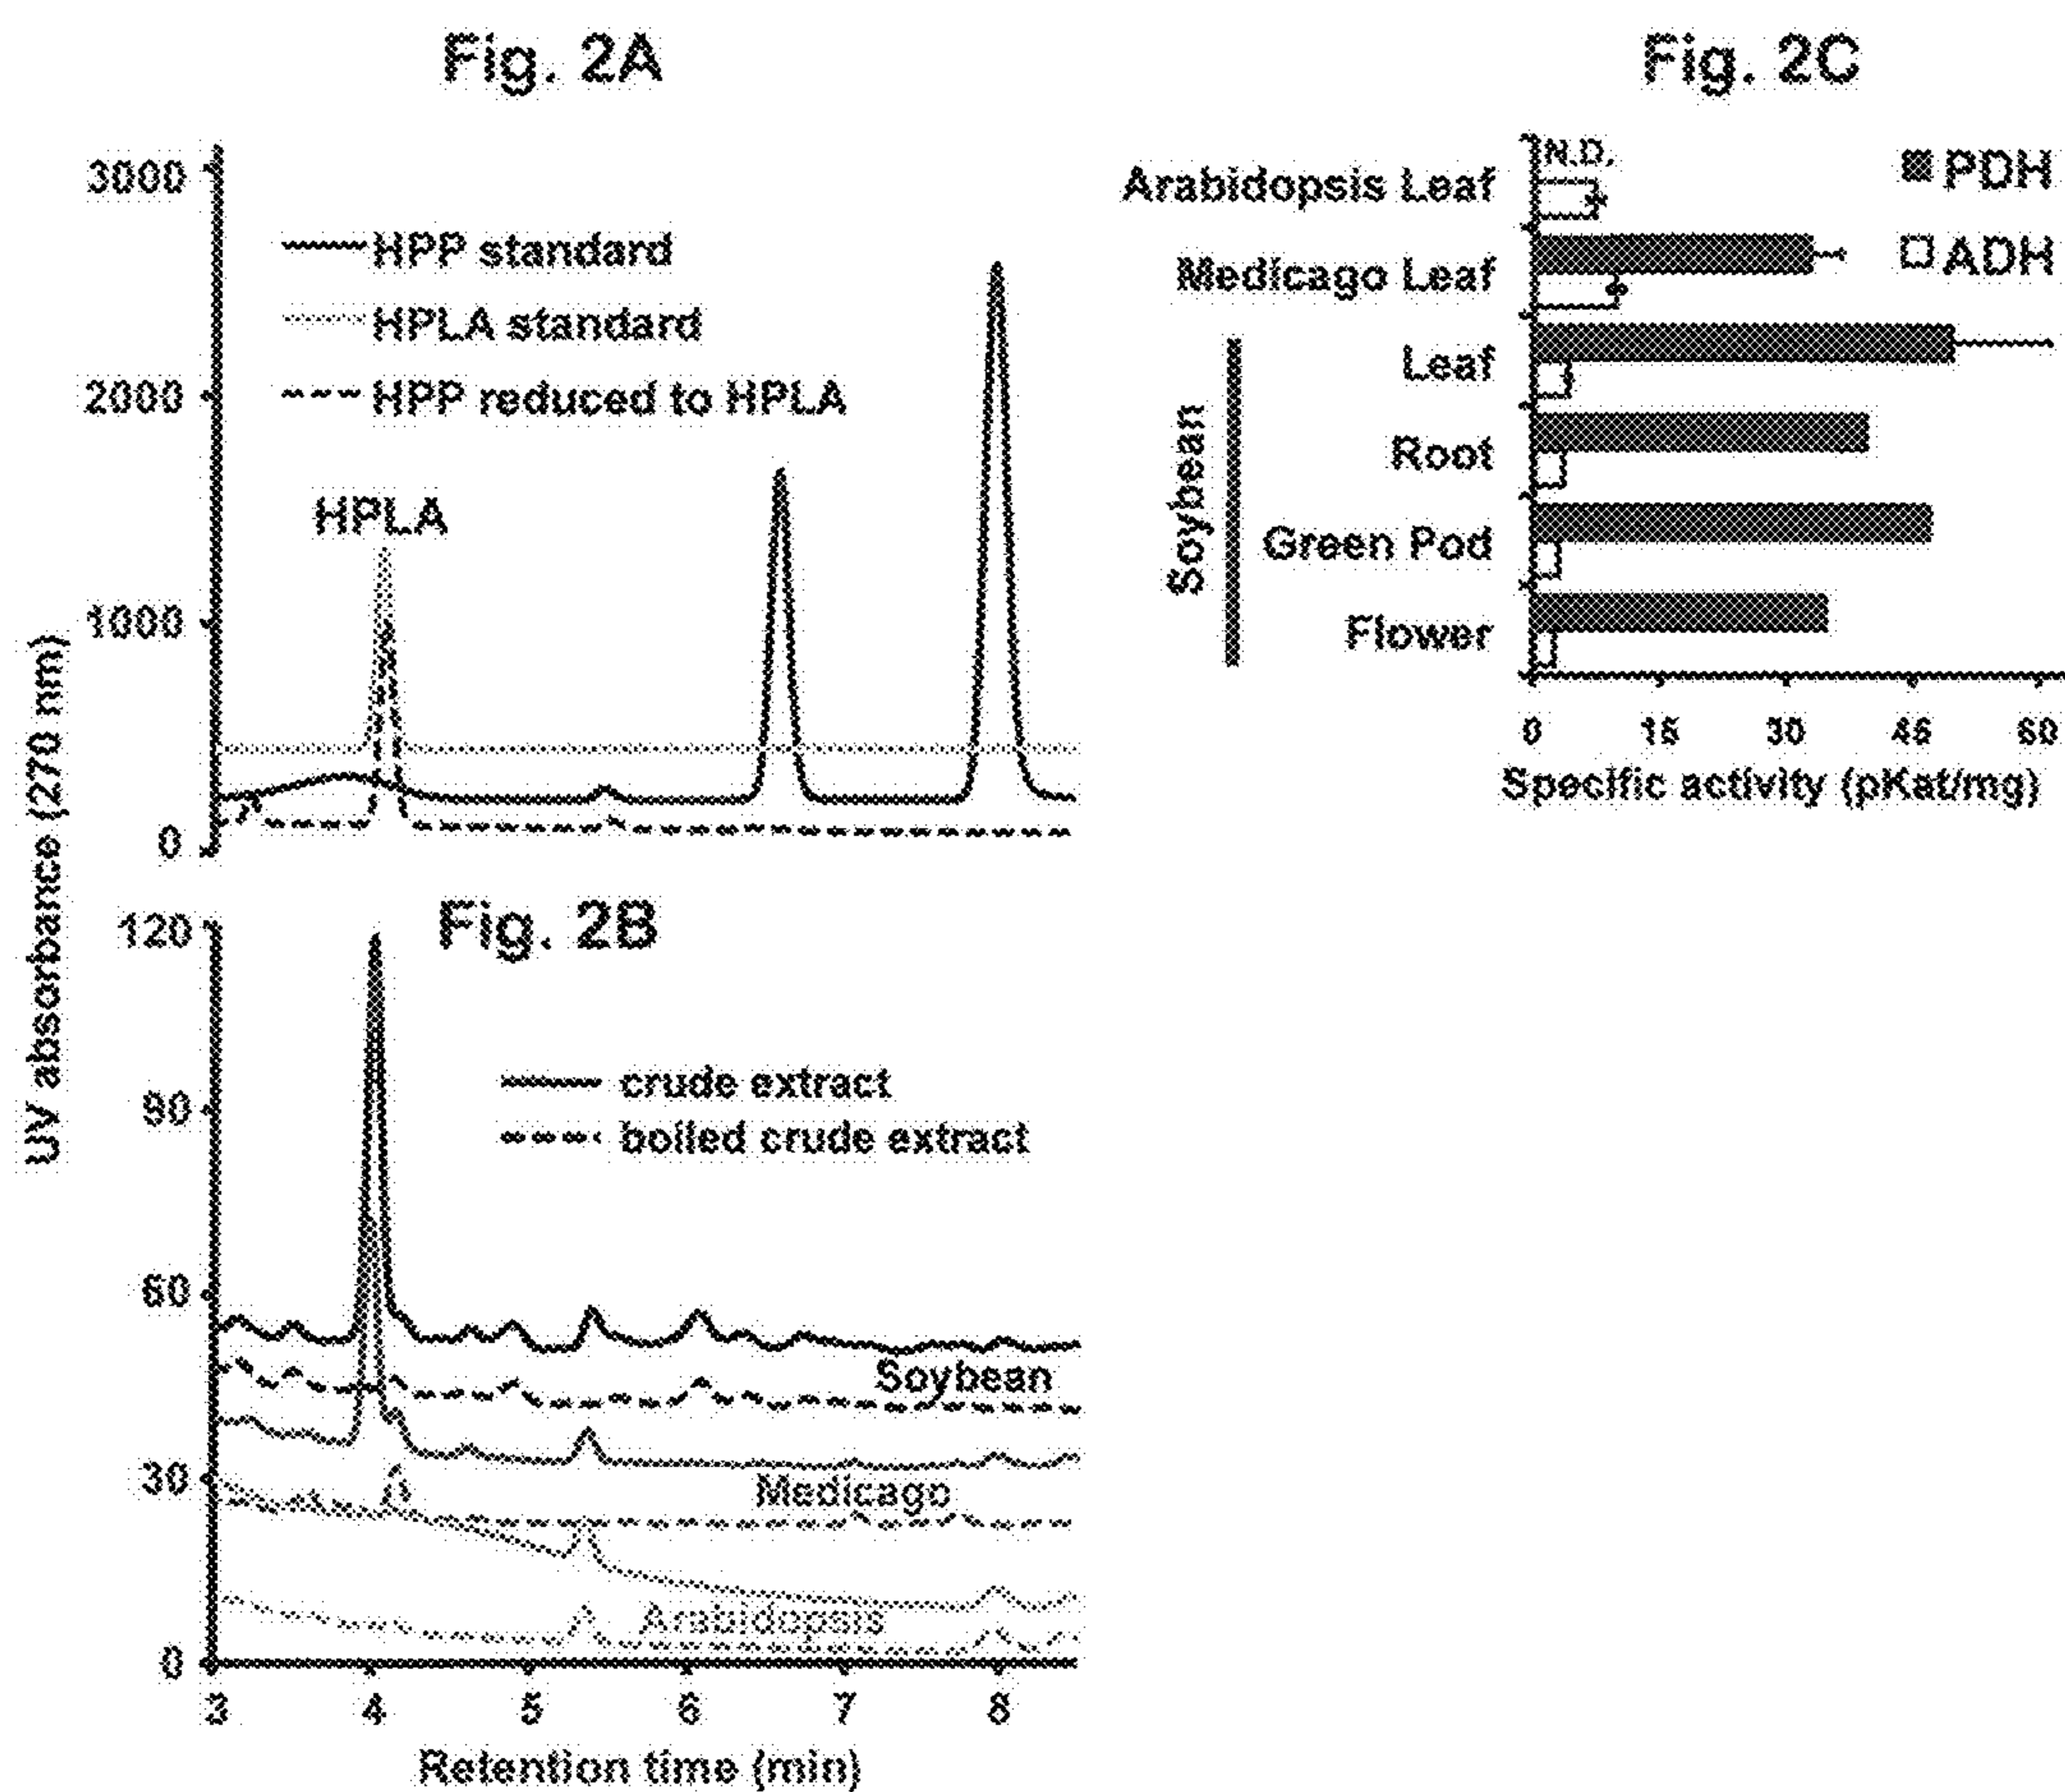 Fig. 2A
3000
2000
1000
0
HPP standard
HPLA standard
HPP reduced to HPLA
HPLA
UV absorbance (270 nm)
Fig. 2B
120
90
60
30
0
crude extract
boiled crude extract
Soybean
Medicago
Arabidopsis
3 4 5 6 7 8
Retention time (min)
Fig. 2C
N.D.
PDH
ADH
Arabidopsis Leaf
Medicago Leaf
Soybean
Leaf
Root
Green Pod
Flower
0 15 30 45 60
Specific activity (pKat/mg)